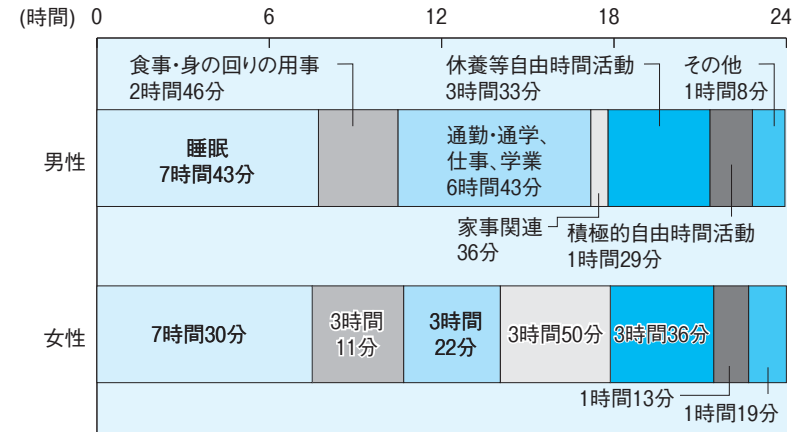 (時間) 0 6 12 18 24
食事・身の回りの用事
2時間46分
休養等自由時間活動
3時間33分
その他
1時間8分
男性
睡眠
7時間43分
通勤・通学、
仕事、学業
6時間43分
家事関連
36分
積極的自由時間活動
1時間29分
女性
7時間30分
3時間
11分
3時間
22分
3時間50分
3時間36分
1時間13分
1時間19分